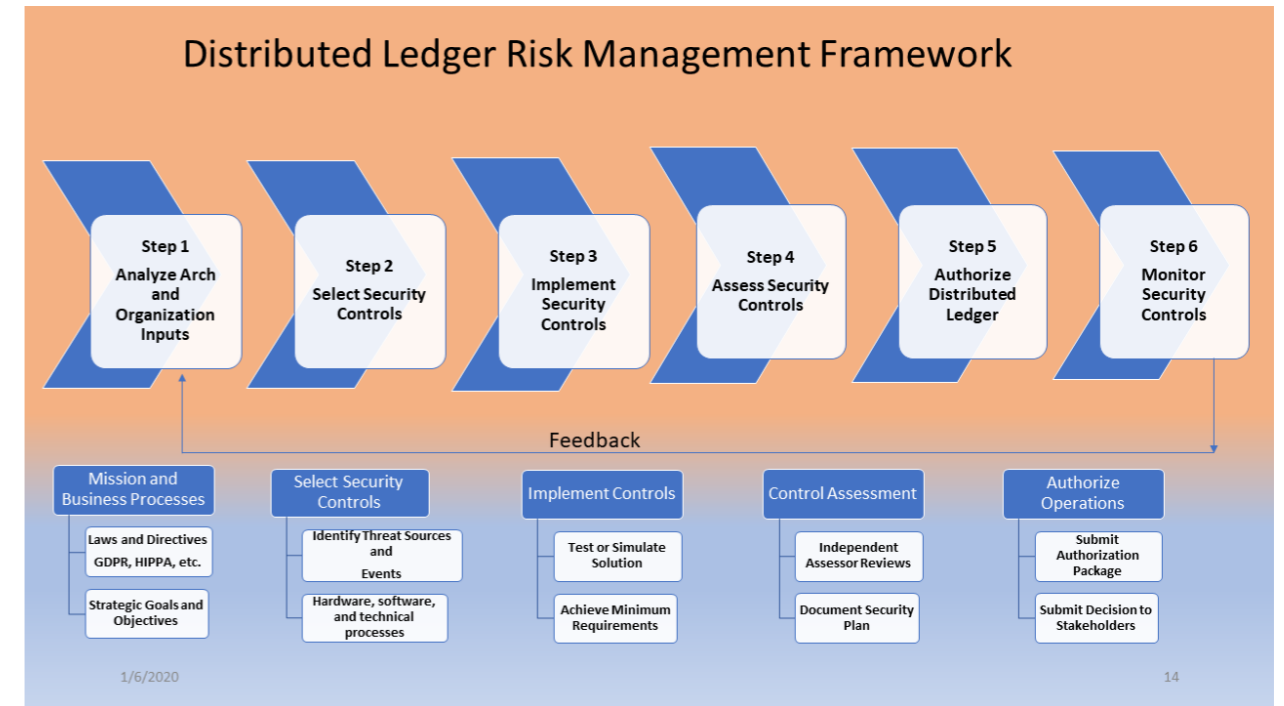 Distributed Ledger Risk Management Framework
Step 1
Analyze Arch
and
Organization
Inputs
Step 2
Select Security
Controls
Step 3
Implement
Security
Controls
Step 4
Assess Security
Controls
Step 5
Authorize
Distributed
Ledger
Step 6
Monitor
Security
Controls
Feedback
Mission and
Business Processes
Laws and Directives
GDPR, HIPPA, etc.
Strategic Goals and
Objectives
Select Security
Controls
Identify Threat Sources
and
Events
Hardware, software,
and technical
processes
Implement Controls
Test or Simulate
Solution
Achieve Minimum
Requirements
Control Assessment
Independent
Assessor Reviews
Document Security
Plan
Authorize
Operations
Submit
Authorization
Package
Submit Decision to
Stakeholders
1/6/2020
14